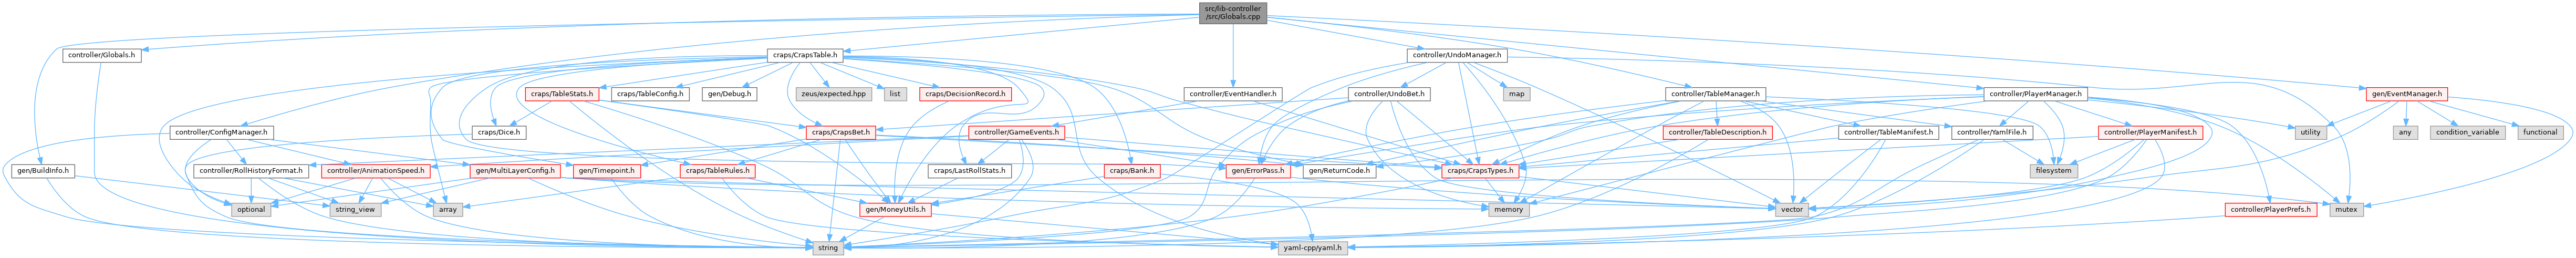 src/lib-controller
/src/Globals.cpp
controller/Globals.h
craps/CrapsTable.h
controller/UndoManager.h
craps/TableStats.h
craps/TableConfig.h
gen/Debug.h
zeus/expected.hpp
list
craps/DecisionRecord.h
controller/EventHandler.h
controller/UndoBet.h
map
controller/TableManager.h
controller/PlayerManager.h
gen/EventManager.h
controller/ConfigManager.h
craps/Dice.h
craps/CrapsBet.h
controller/GameEvents.h
controller/TableDescription.h
controller/TableManifest.h
controller/YamlFile.h
controller/PlayerManifest.h
utility
any
condition_variable
functional
gen/BuildInfo.h
controller/RollHistoryFormat.h
controller/AnimationSpeed.h
gen/MultiLayerConfig.h
gen/Timepoint.h
craps/TableRules.h
craps/LastRollStats.h
craps/Bank.h
gen/ErrorPass.h
gen/ReturnCode.h
craps/CrapsTypes.h
filesystem
optional
string_view
array
gen/MoneyUtils.h
memory
vector
controller/PlayerPrefs.h
mutex
string
yaml-cpp/yaml.h